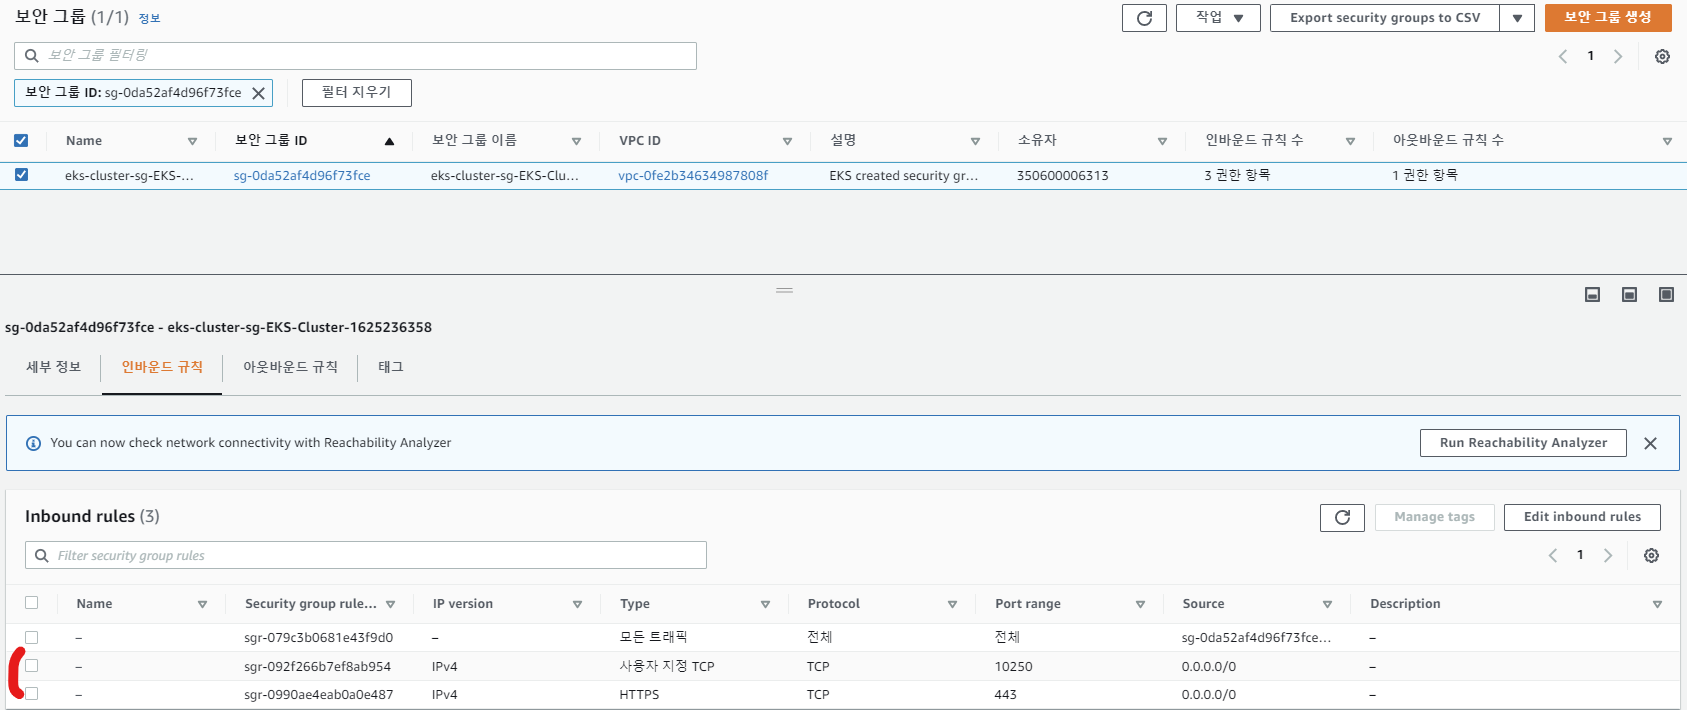 보안 그룹 (1/1) 정보 작업 Export security groups to CSV 보안 그룹 생성
보안 그룹 필터링 1
보안 그룹 ID: sg-0da52af4d96f73fce 필터 지우기
Name 보안 그룹 ID 보안 그룹 이름 VPC ID 설명 소유자 인바운드 규칙 수 아웃바운드 규칙 수
eks-cluster-sg-EKS-... sg-0da52af4d96f73fce eks-cluster-sg-EKS-Clu... vpc-0fe2b34634987808f EKS created security gr... 350600006313 3 권한 항목 1 권한 항목
sg-0da52af4d96f73fce - eks-cluster-sg-EKS-Cluster-1625236358
세부 정보 인바운드 규칙 아웃바운드 규칙 태그
You can now check network connectivity with Reachability Analyzer Run Reachability Analyzer
Inbound rules (3) Manage tags Edit inbound rules
Filter security group rules 1
Name Security group rule... IP version Type Protocol Port range Source Description
– sgr-079c3b0681e43f9d0 – 모든 트래픽 전체 전체 sg-0da52af4d96f73fce... –
– sgr-092f266b7ef8ab954 IPv4 사용자 지정 TCP TCP 10250 0.0.0.0/0 –
– sgr-0990ae4eab0a0e487 IPv4 HTTPS TCP 443 0.0.0.0/0 –